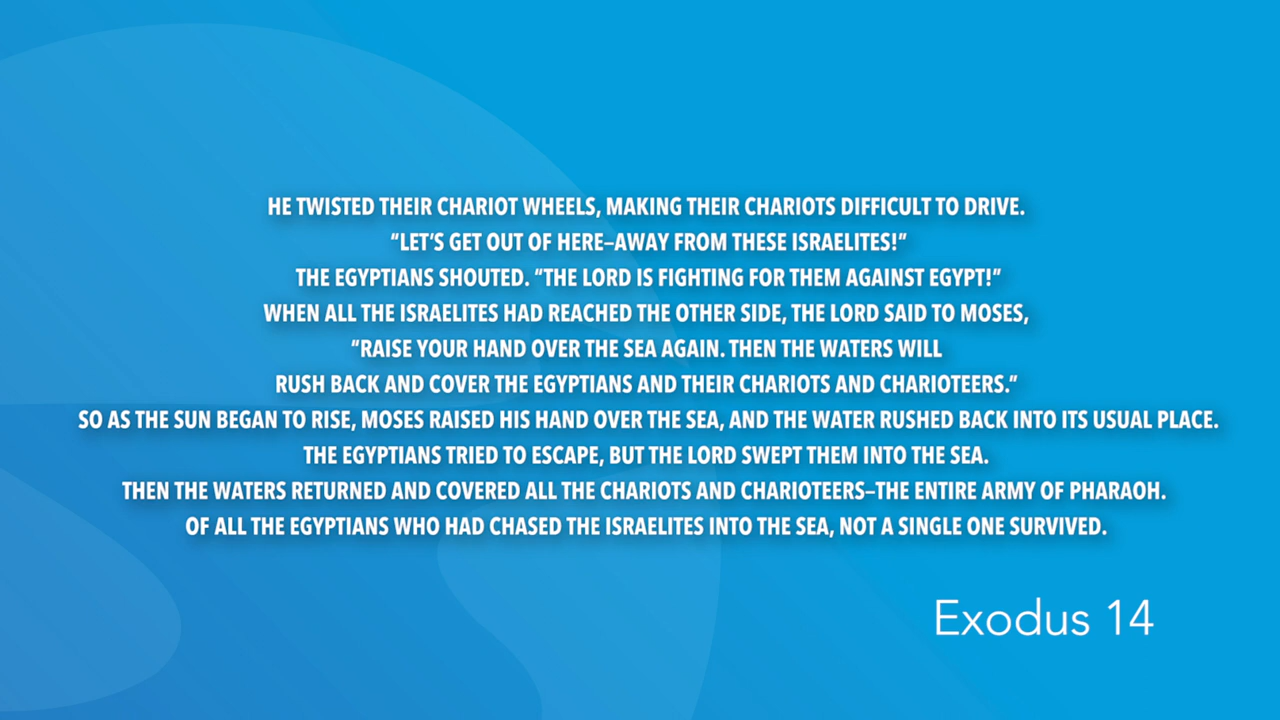 HE TWISTED THEIR CHARIOT WHEELS, MAKING THEIR CHARIOTS DIFFICULT TO DRIVE.
“LET’S GET OUT OF HERE–AWAY FROM THESE ISRAELITES!”
THE EGYPTIANS SHOUTED. “THE LORD IS FIGHTING FOR THEM AGAINST EGYPT!”
WHEN ALL THE ISRAELITES HAD REACHED THE OTHER SIDE, THE LORD SAID TO MOSES,
“RAISE YOUR HAND OVER THE SEA AGAIN. THEN THE WATERS WILL
RUSH BACK AND COVER THE EGYPTIANS AND THEIR CHARIOTS AND CHARIOTEERS.”
SO AS THE SUN BEGAN TO RISE, MOSES RAISED HIS HAND OVER THE SEA, AND THE WATER RUSHED BACK INTO ITS USUAL PLACE.
THE EGYPTIANS TRIED TO ESCAPE, BUT THE LORD SWEPT THEM INTO THE SEA.
THEN THE WATERS RETURNED AND COVERED ALL THE CHARIOTS AND CHARIOTEERS–THE ENTIRE ARMY OF PHARAOH.
OF ALL THE EGYPTIANS WHO HAD CHASED THE ISRAELITES INTO THE SEA, NOT A SINGLE ONE SURVIVED.
Exodus 14